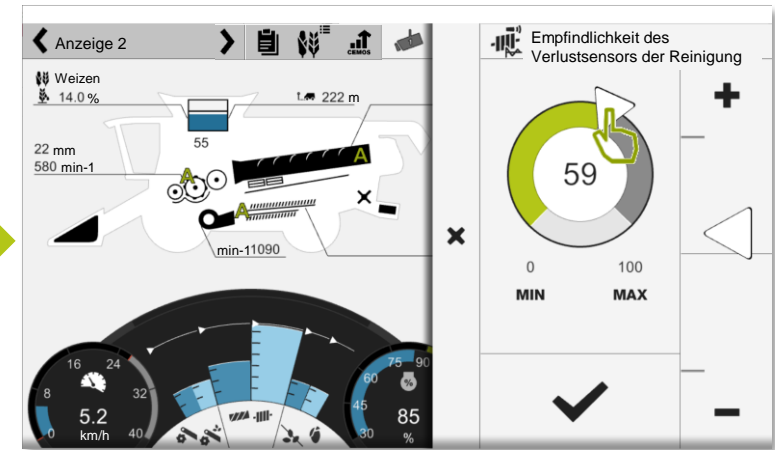 Anzeige 2
CEMOS
Empfindlichkeit des
Verlustsensors der Reinigung
Weizen
14.0 %
222 m
55
22 mm
580 min-1
A
A
A
min-11090
59
0
100
MIN
MAX
0
8
16
24
32
40
5.2
km/h
30
45
60
75
90
%
85
%